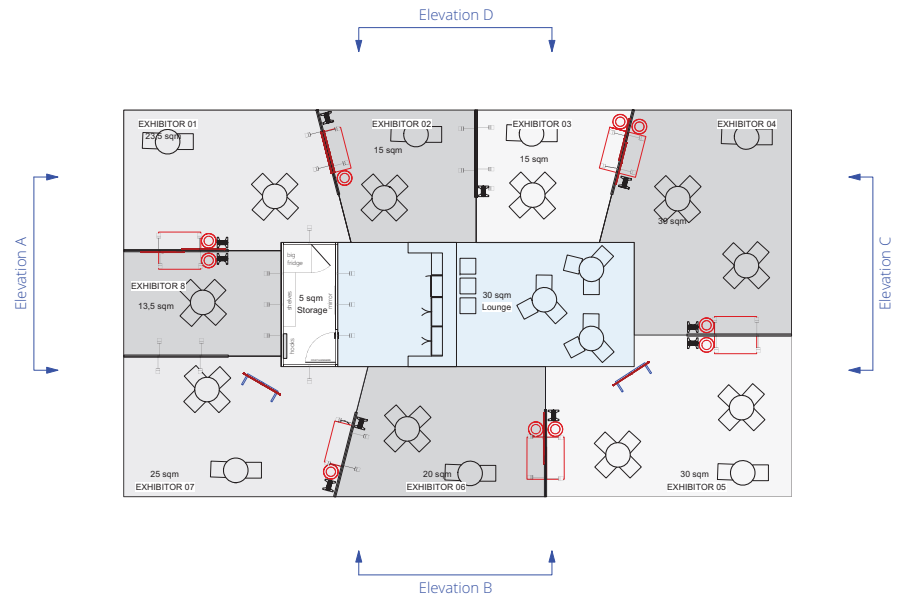 Elevation D
EXHIBITOR 01
23,5 sqm
EXHIBITOR 02
15 sqm
EXHIBITOR 03
15 sqm
EXHIBITOR 04
30 sqm
Elevation A
Elevation C
big
fridge
shelves
5 sqm
Storage
mirror
hooks
30 sqm
Lounge
EXHIBITOR 8
13,5 sqm
25 sqm
EXHIBITOR 07
20 sqm
EXHIBITOR 06
30 sqm
EXHIBITOR 05
Elevation B